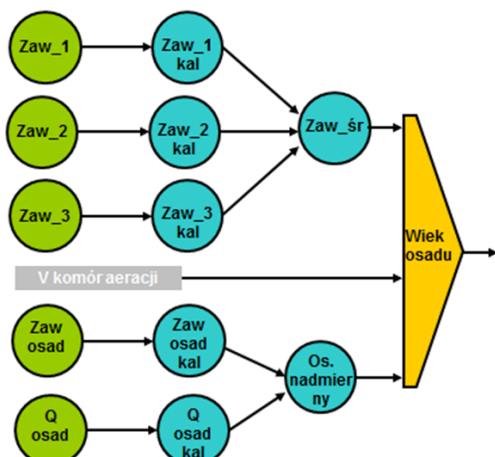 Zaw_1
Zaw_1
kal
Zaw_2
Zaw_2
kal
Zaw_śr
Zaw_3
Zaw_3
kal
Wiek
osadu
V komór aeracji
Zaw
osad
Zaw
osad
kal
Os.
nadmier
ny
Q
osad
Q
osad
kal